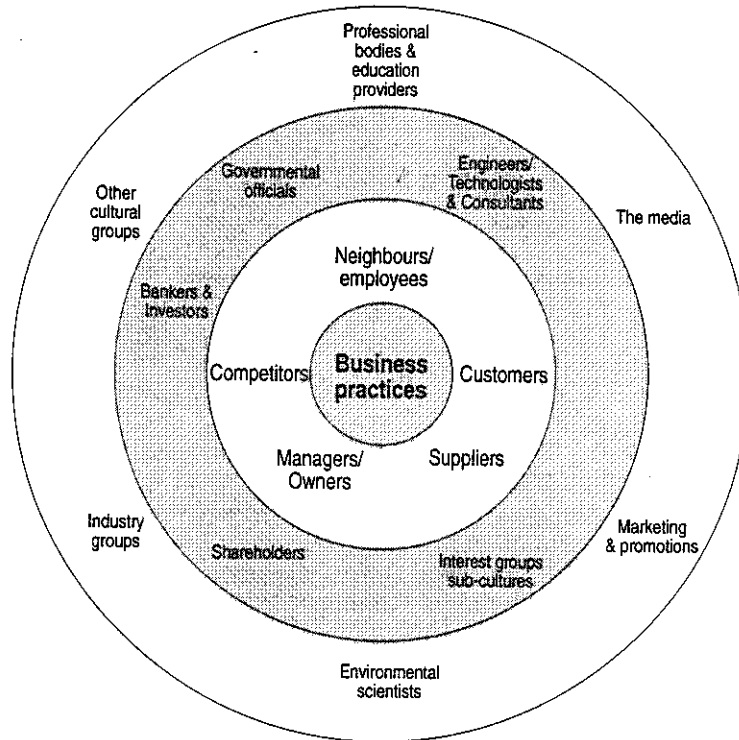 Professional
bodies &
education
providers
Governmental
officials
Engineers/
Technologists
& Consultants
Other
cultural
groups
The media
Neighbours/
employees
Bankers &
Investors
Business
practices
Competitors
Customers
Managers/
Owners
Suppliers
Industry
groups
Marketing
& promotions
Shareholders
Interest groups
sub-cultures
Environmental
scientists